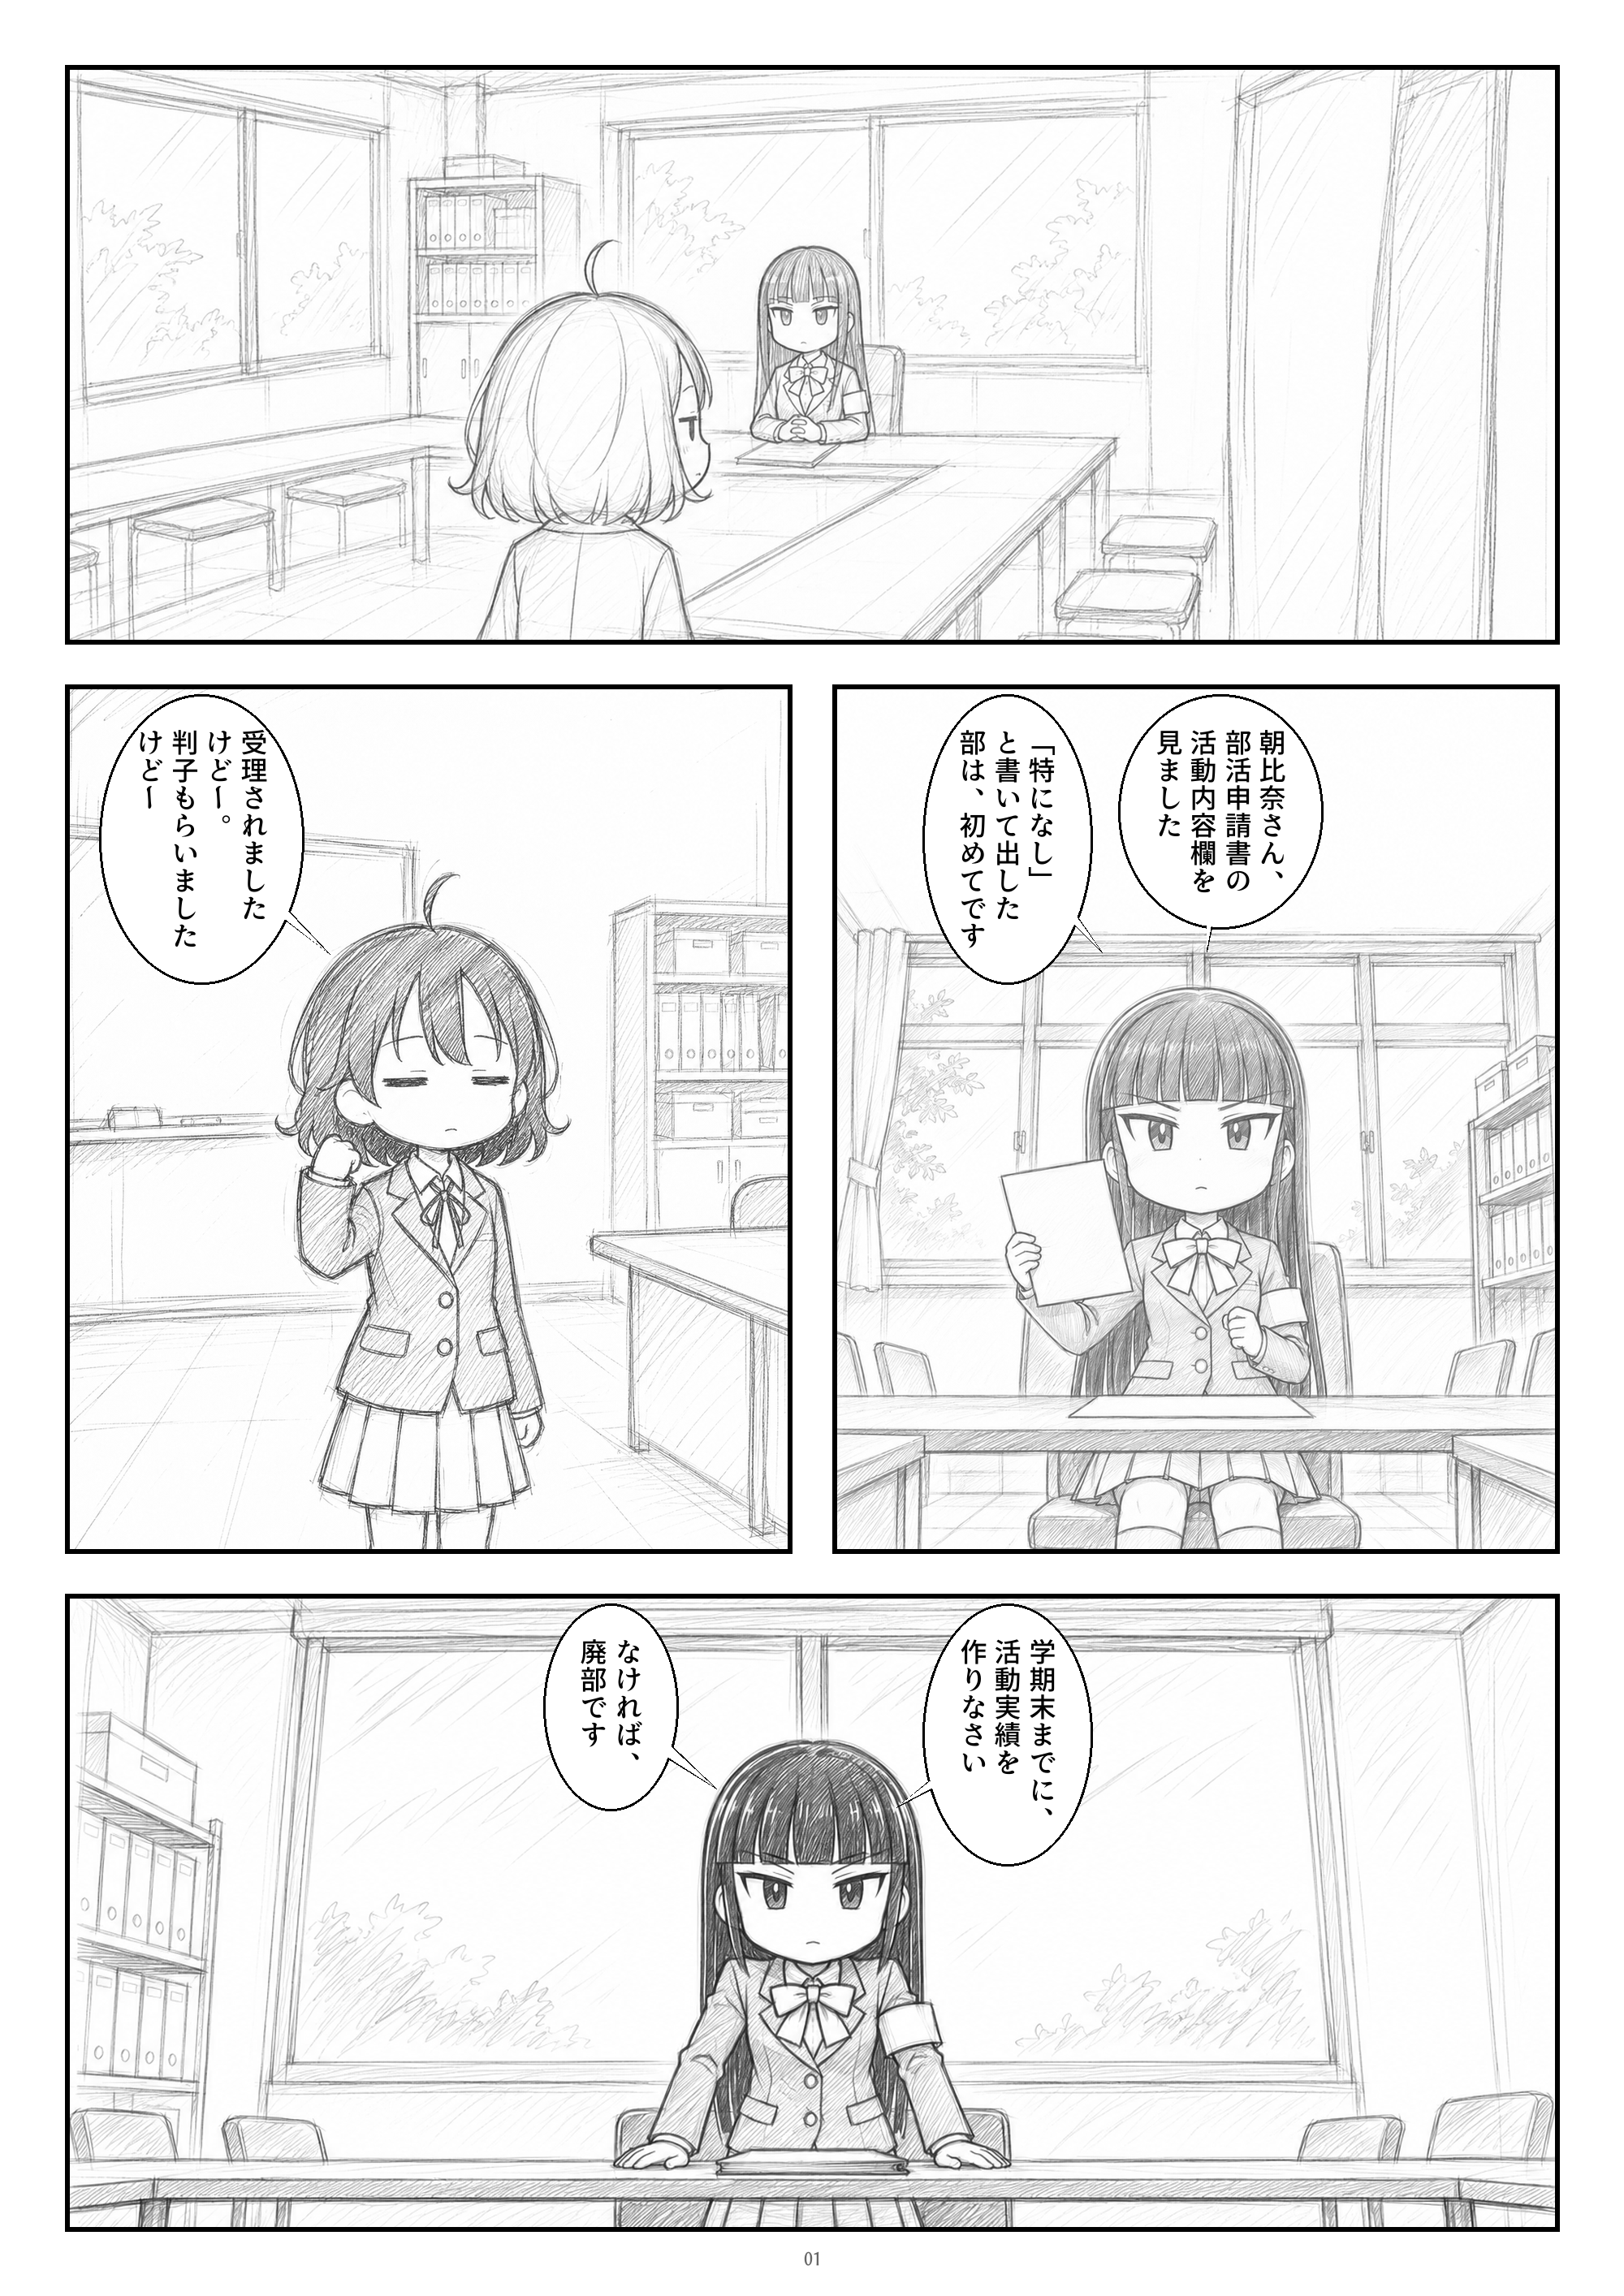 朝比奈さん、
部活申請書の
活動内容欄を
見ました
「特になし」
と書いて出した
部は、初めてです
受理されました
けど〜。
判子もらいました
けど〜
学期末までに、
活動実績を
作りなさい
なければ、
廃部です
01